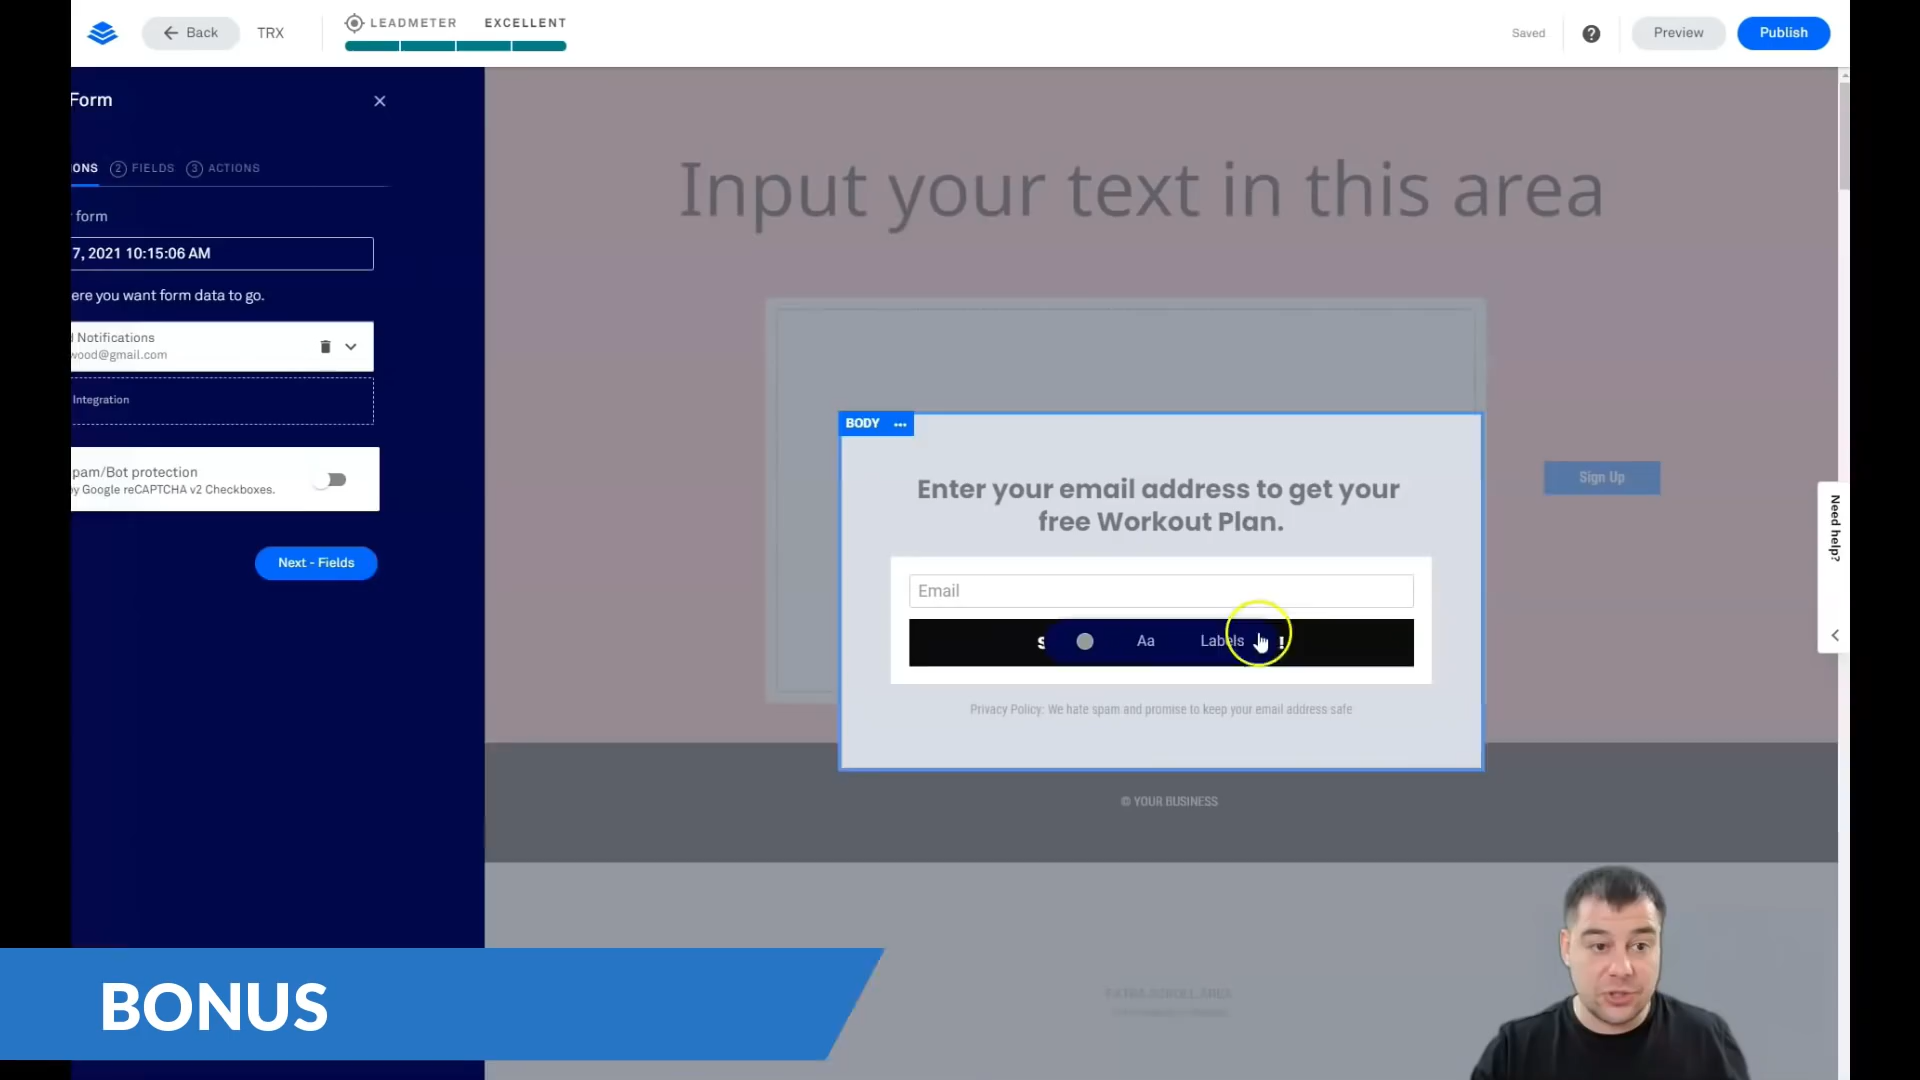 Back
TRX
LEADMETER EXCELLENT
Saved
Preview
Publish
Form
ONS 2 FIELDS 3 ACTIONS
form
7, 2021 10:15:06 AM
ere you want form data to go.
Notifications
wood@gmail.com
Integration
pam/Bot protection
by Google reCAPTCHA v2 Checkboxes.
Next - Fields
Input your text in this area
BODY ...
Enter your email address to get your
free Workout Plan.
Email
S Aa Labels !
Privacy Policy: We hate spam and promise to keep your email address safe
Sign Up
Need help?
© YOUR BUSINESS
EXTRA SCROLL AREA
BONUS